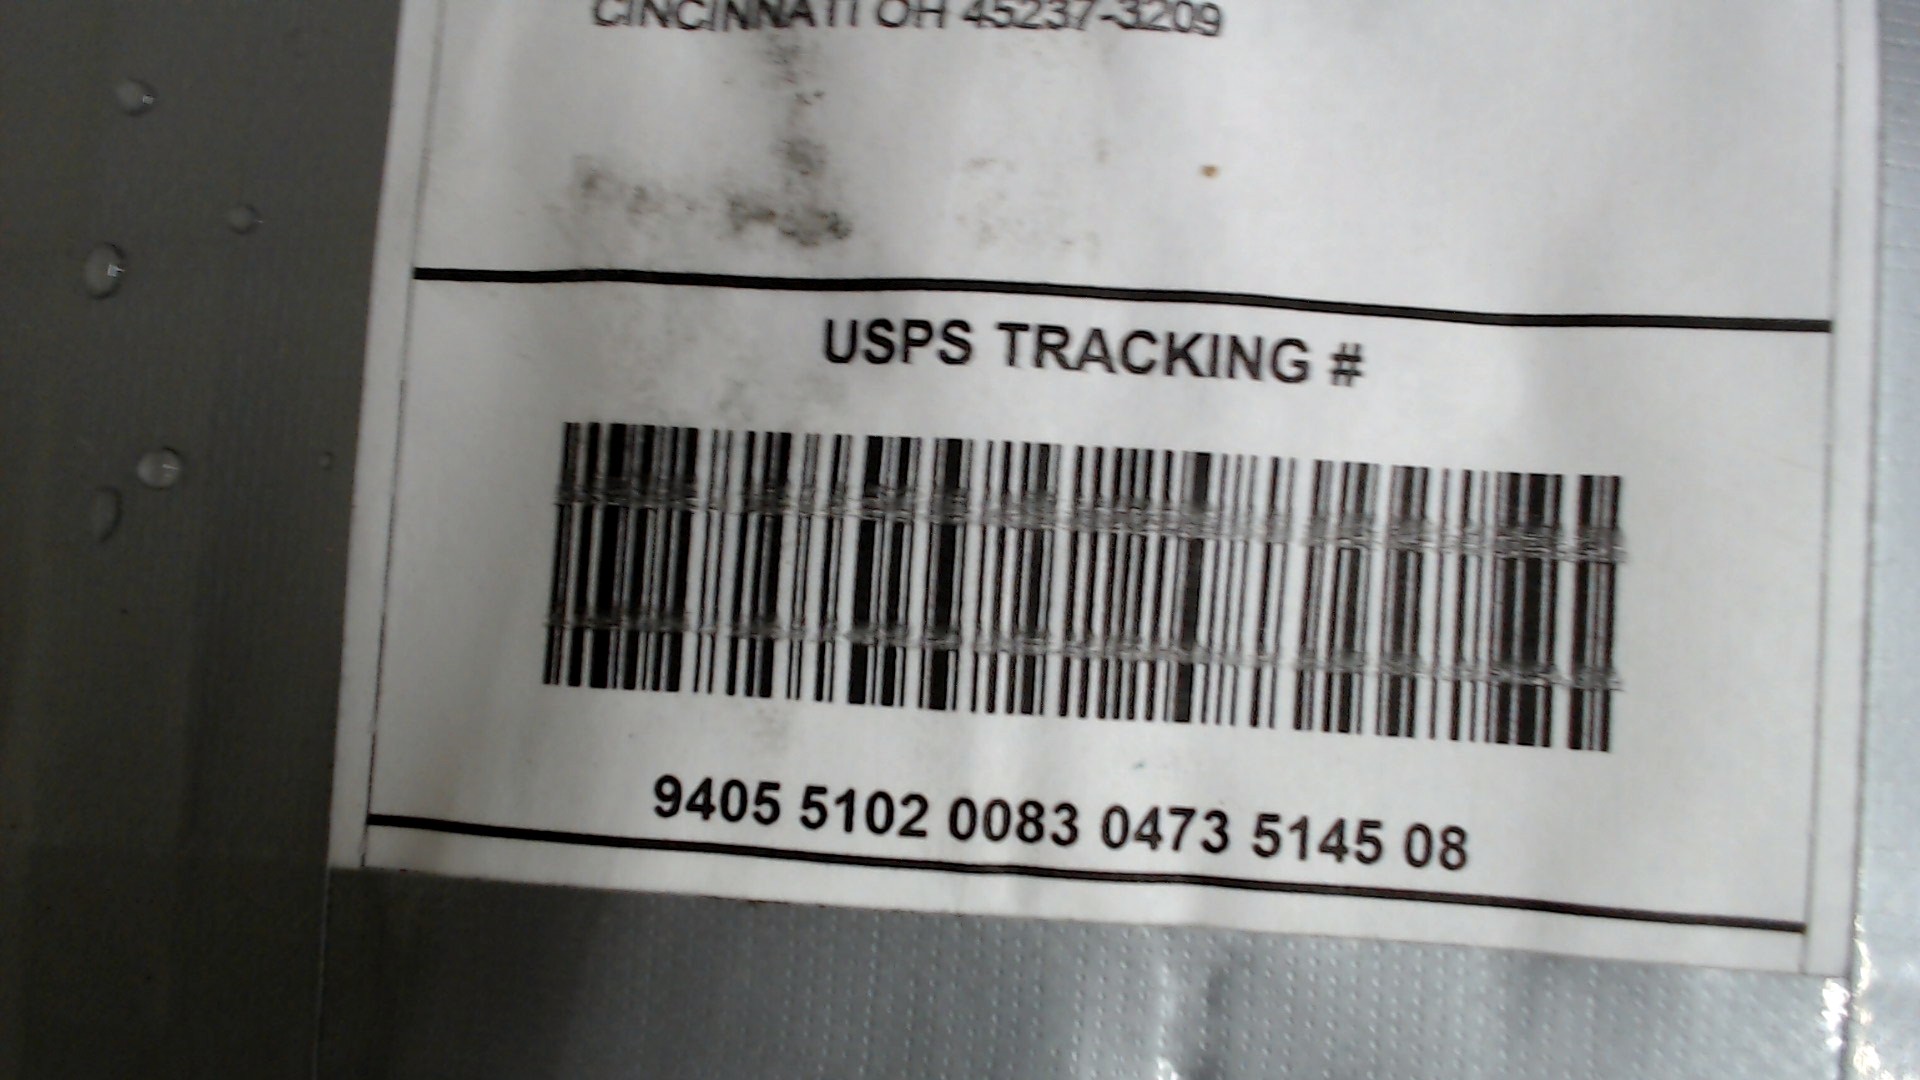 CINCINNATI OH 45237-3209
USPS TRACKING #
9405 5102 0083 0473 5145 08